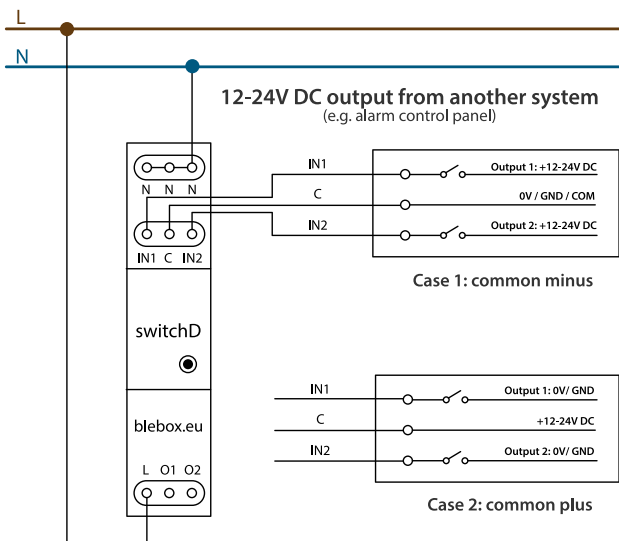 L
N
12-24V DC output from another system
(e.g. alarm control panel)
N N N
IN1 C IN2
switchD
blebox.eu
L O1 O2
IN1
C
IN2
Output 1: +12-24V DC
0V / GND / COM
Output 2: +12-24V DC
Case 1: common minus
IN1
C
IN2
Output 1: 0V/ GND
+12-24V DC
Output 2: 0V/ GND
Case 2: common plus